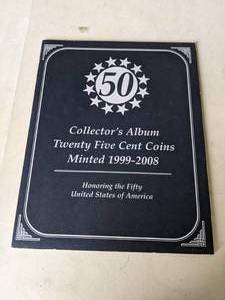 50
Collector's Album
Twenty Five Cent Coins
Minted 1999-2008
Honoring the Fifty
United States of America